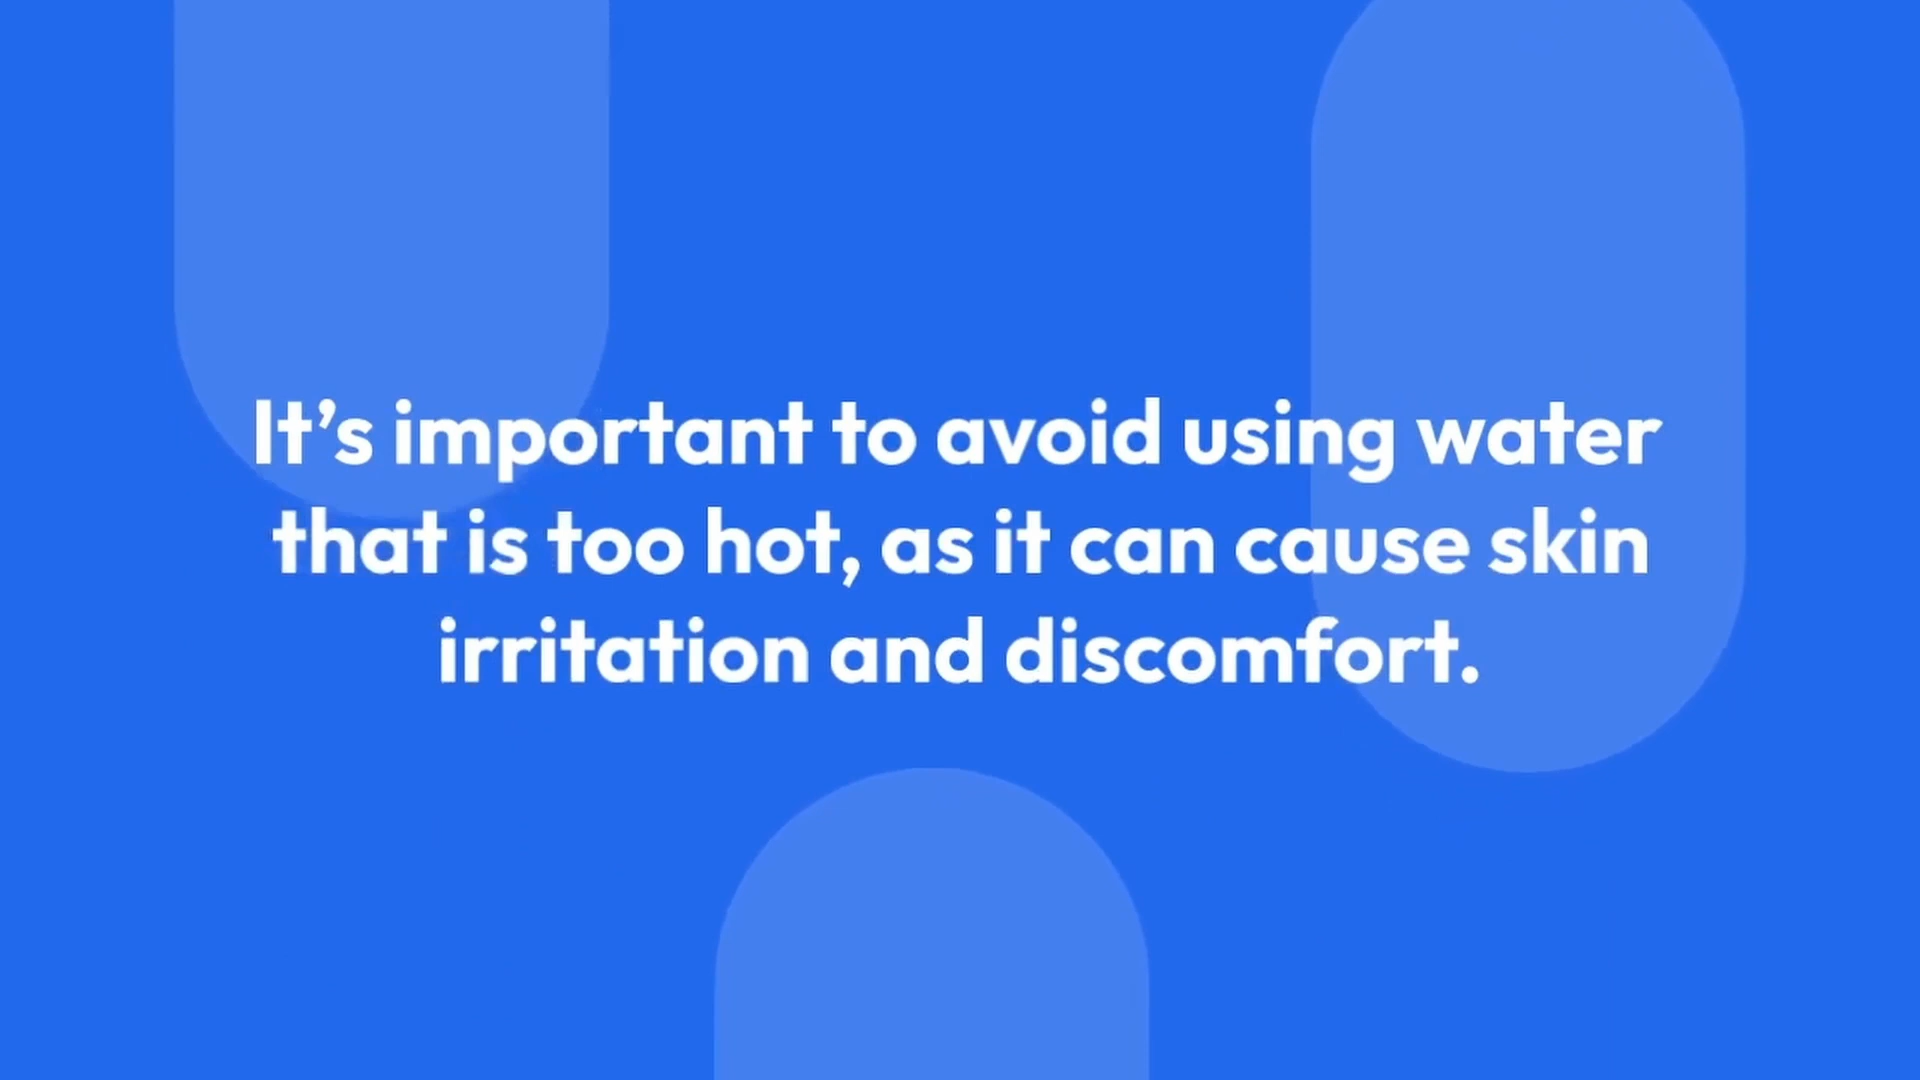 It’s important to avoid using water
that is too hot, as it can cause skin
irritation and discomfort.